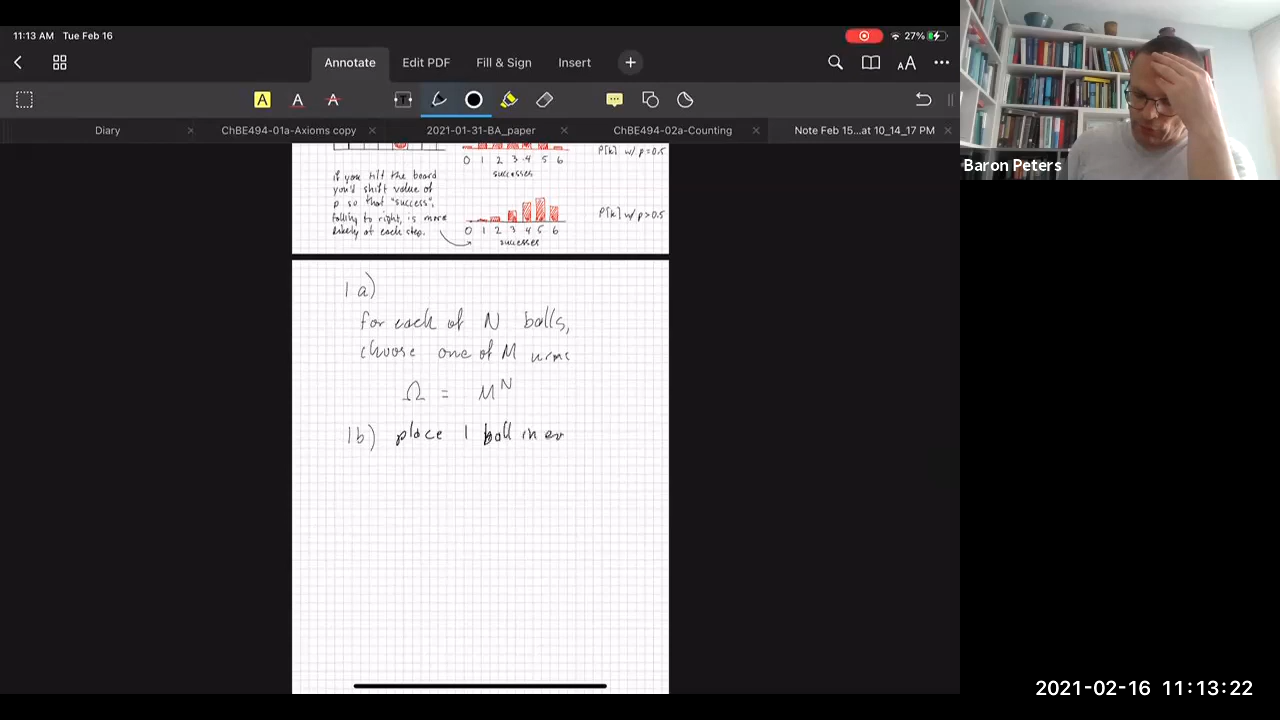 11:13 AM Tue Feb 16
27%
Annotate
Edit PDF
Fill & Sign
Insert
Diary
ChBE494-01a-Axioms copy
2021-01-31-BA_paper
ChBE494-02a-Counting
Note Feb 15...at 10_14_17 PM
Baron Peters
0 1 2 3 4 5 6
successes
P[k] w/ p=0.5
if you tilt the board
you'd shift value of
p so that "success",
falling to right, is more
likely at each step.
0 1 2 3 4 5 6
successes
P[k] w/ p>0.5
1a)
for each of N balls,
choose one of M urns
Ω = M^N
1b) place 1 ball in ev
2021-02-16 11:13:22